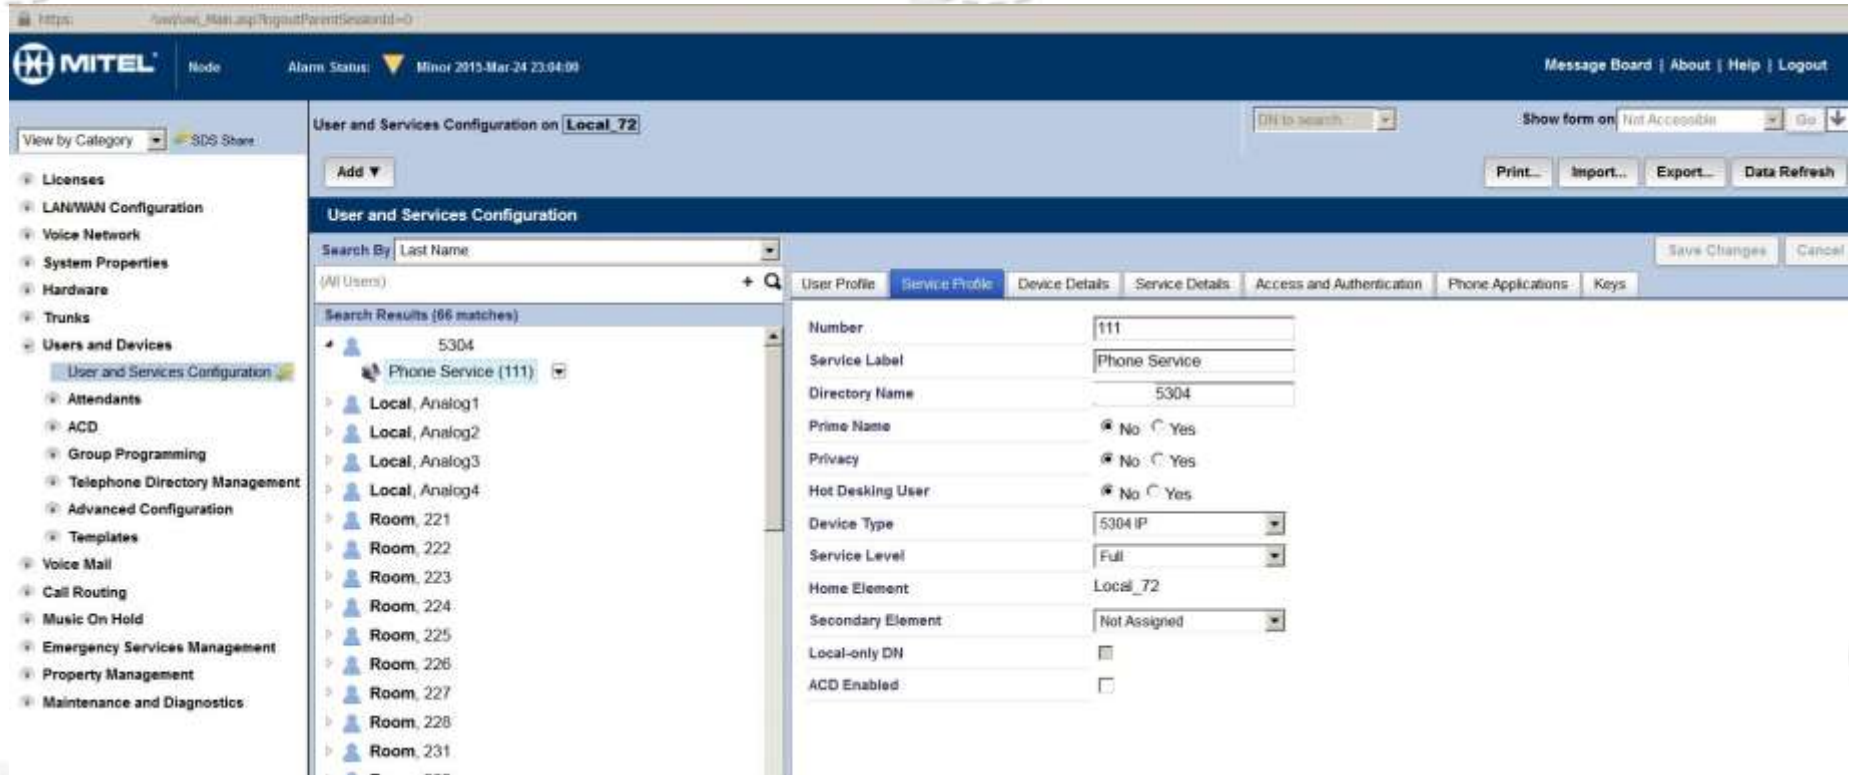 https:
MITEL
Node
Alarm Status: Minor 2015-Mar-24 23:04:00
Message Board | About | Help | Logout
View by Category
SDS Share
Licenses
LAN/WAN Configuration
Voice Network
System Properties
Hardware
Trunks
Users and Devices
User and Services Configuration
Attendants
ACD
Group Programming
Telephone Directory Management
Advanced Configuration
Templates
Voice Mail
Call Routing
Music On Hold
Emergency Services Management
Property Management
Maintenance and Diagnostics
User and Services Configuration on Local_72
DN to search
Show form on Not Accessible Go
Add ▼
Print... Import... Export... Data Refresh
User and Services Configuration
Search By Last Name
(All Users)
Search Results (66 matches)
5304
Phone Service (111)
Local, Analog1
Local, Analog2
Local, Analog3
Local, Analog4
Room, 221
Room, 222
Room, 223
Room, 224
Room, 225
Room, 226
Room, 227
Room, 228
Room, 231
Save Changes Cancel
User Profile Service Profile Device Details Service Details Access and Authentication Phone Applications Keys
Number 111
Service Label Phone Service
Directory Name 5304
Prime Name No Yes
Privacy No Yes
Hot Desking User No Yes
Device Type 5304 IP
Service Level Full
Home Element Local_72
Secondary Element Not Assigned
Local-only DN
ACD Enabled